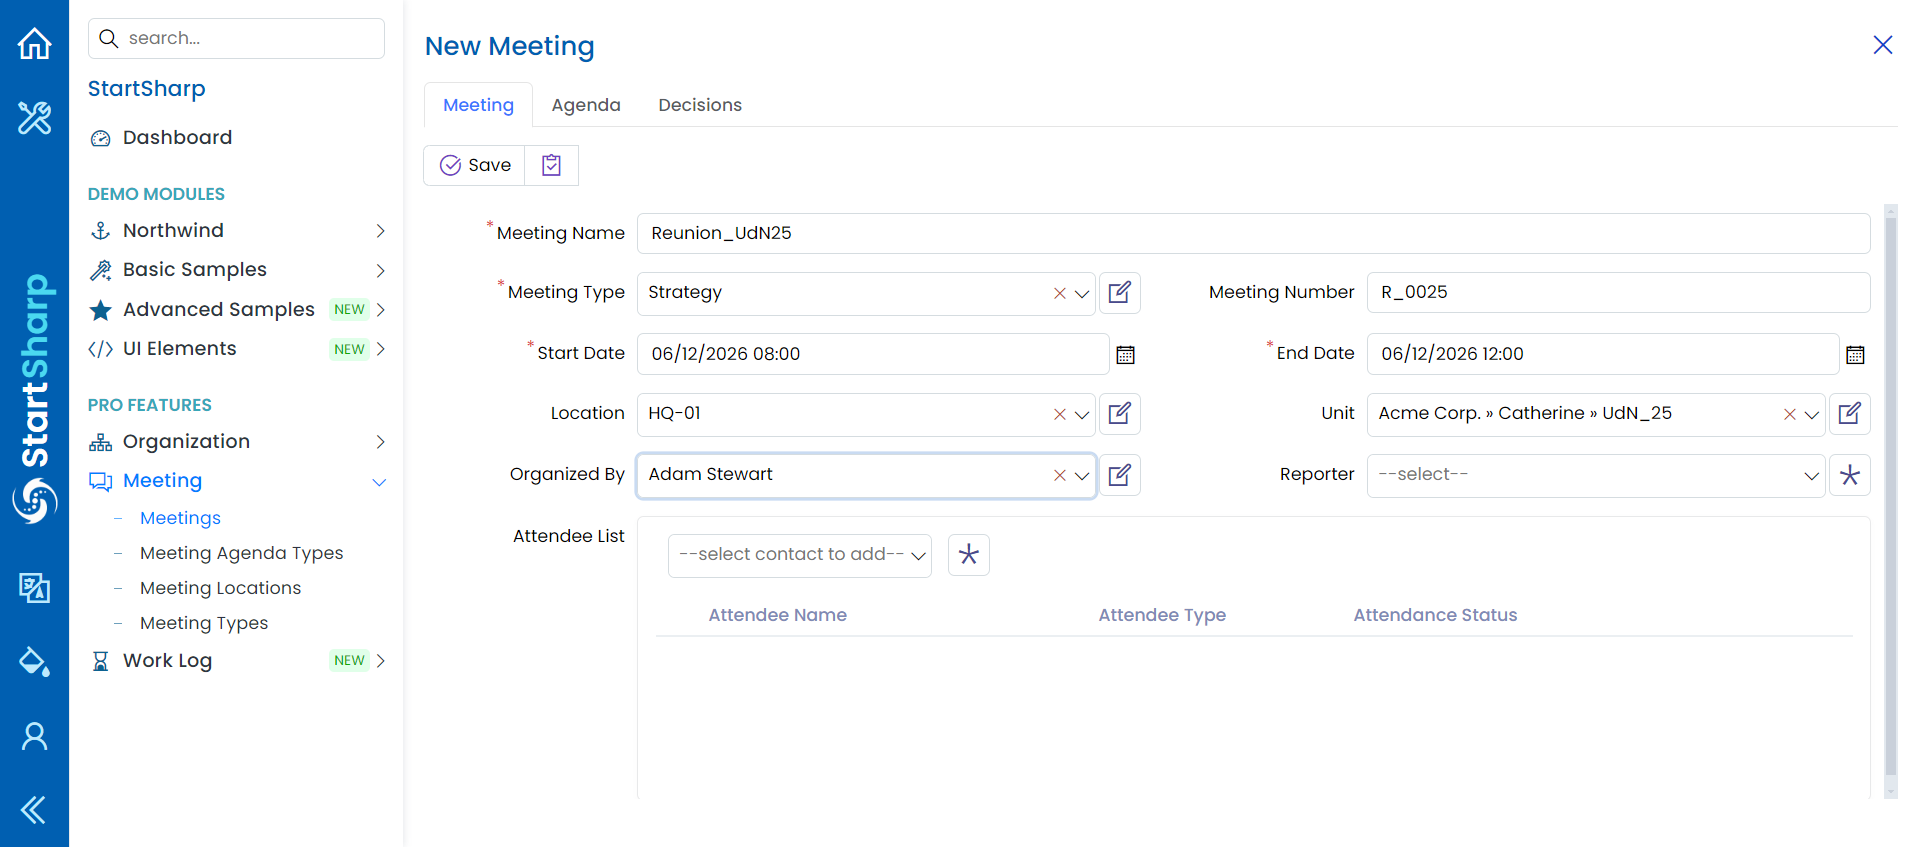 search...
StartSharp
Dashboard
DEMO MODULES
Northwind
Basic Samples
Advanced Samples NEW
UI Elements NEW
PRO FEATURES
Organization
Meeting
Meetings
Meeting Agenda Types
Meeting Locations
Meeting Types
Work Log NEW
StartSharp
New Meeting
Meeting Agenda Decisions
Save
* Meeting Name Reunion_UdN25
* Meeting Type Strategy Meeting Number R_0025
* Start Date 06/12/2026 08:00 * End Date 06/12/2026 12:00
Location HQ-01 Unit Acme Corp. » Catherine » UdN_25
Organized By Adam Stewart Reporter --select--
Attendee List --select contact to add--
Attendee Name Attendee Type Attendance Status